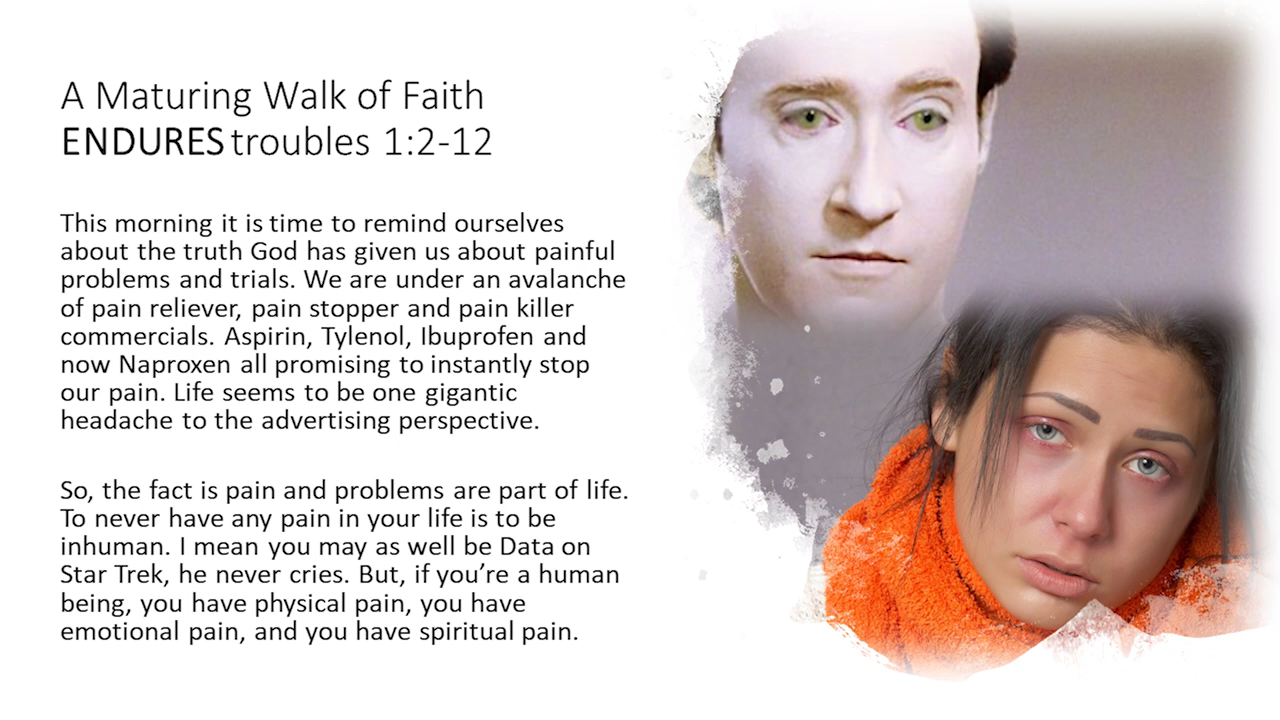 A Maturing Walk of Faith
ENDURES troubles 1:2-12
This morning it is time to remind ourselves
about the truth God has given us about painful
problems and trials. We are under an avalanche
of pain reliever, pain stopper and pain killer
commercials. Aspirin, Tylenol, Ibuprofen and
now Naproxen all promising to instantly stop
our pain. Life seems to be one gigantic
headache to the advertising perspective.
So, the fact is pain and problems are part of life.
To never have any pain in your life is to be
inhuman. I mean you may as well be Data on
Star Trek, he never cries. But, if you’re a human
being, you have physical pain, you have
emotional pain, and you have spiritual pain.